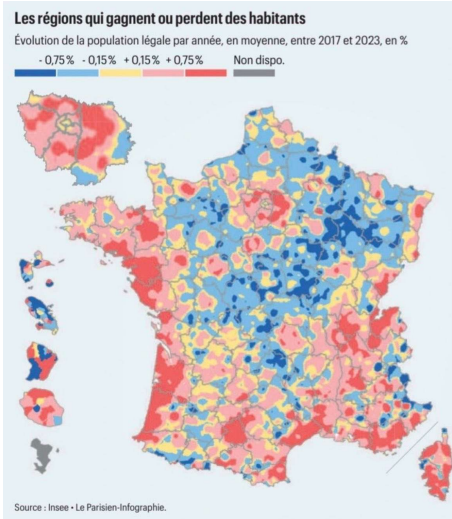 Les régions qui gagnent ou perdent des habitants
Évolution de la population légale par année, en moyenne, entre 2017 et 2023, en %
- 0,75 % - 0,15 % + 0,15 % + 0,75 % Non dispo.
Source : Insee • Le Parisien-Infographie.